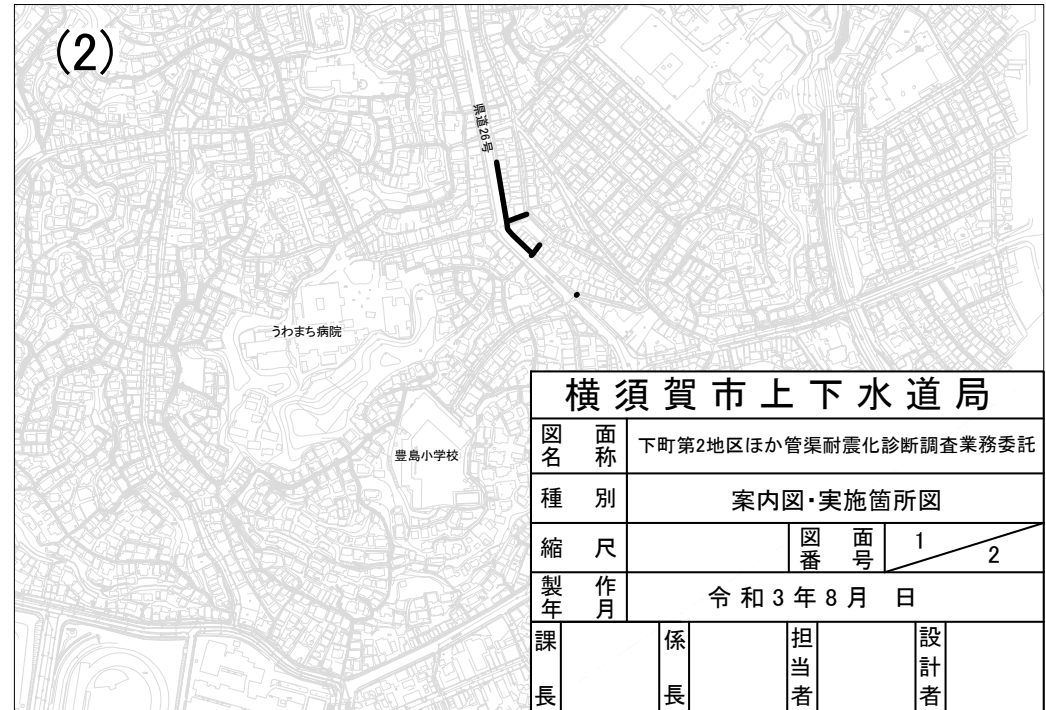 (2)
県道26号
うわまち病院
豊島小学校
横須賀市上下水道局
図面名称 下町第2地区ほか管渠耐震化診断調査業務委託
種別 案内図・実施箇所図
縮尺 図面番号 1/2
製作年月 令和3年8月 日
課長 係長 担当者 設計者